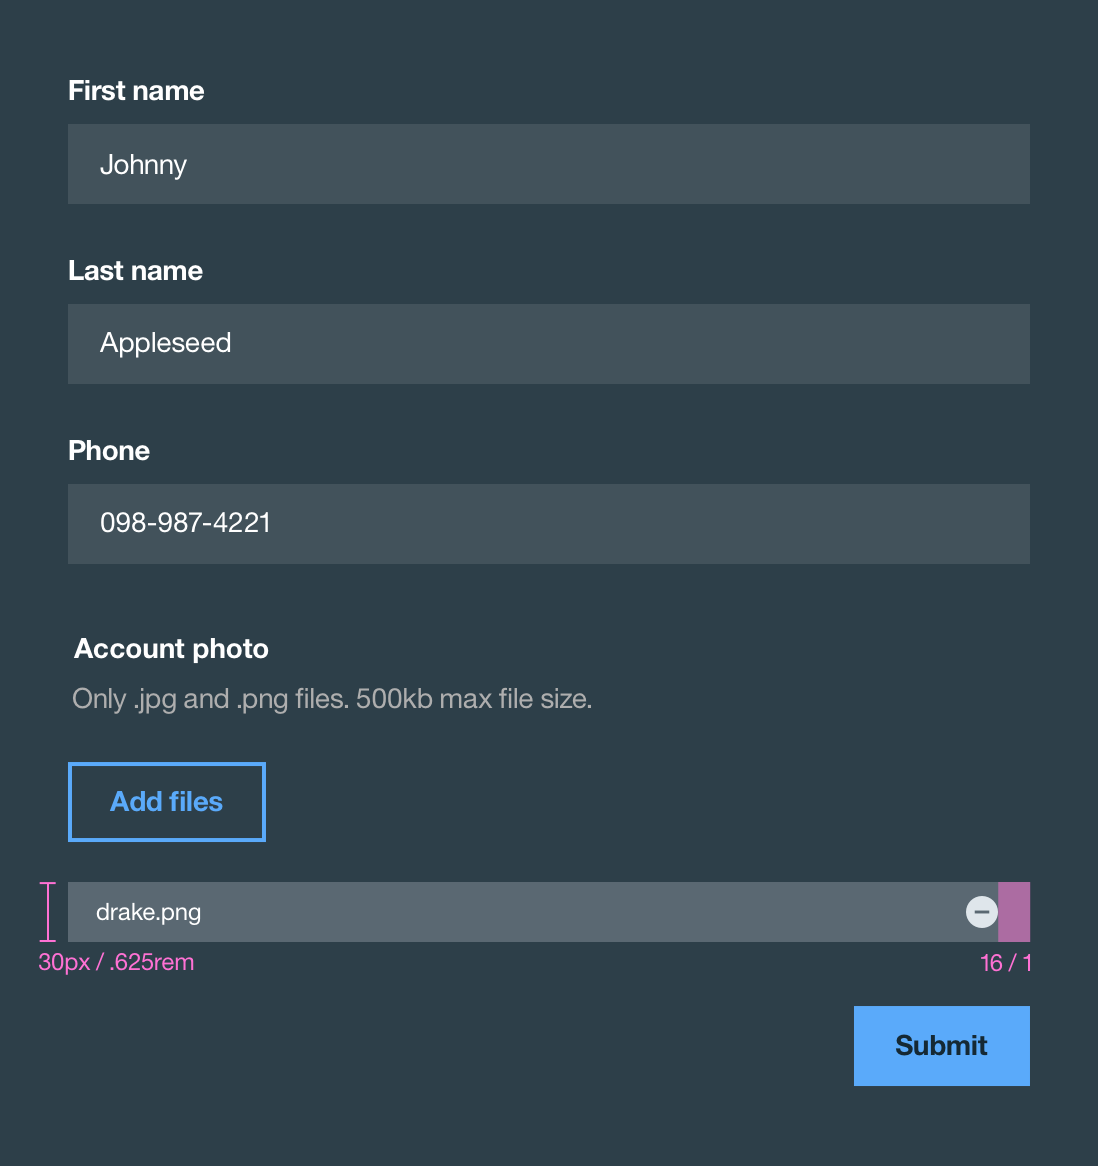 First name
Johnny
Last name
Appleseed
Phone
098-987-4221
Account photo
Only .jpg and .png files. 500kb max file size.
Add files
drake.png
30px / .625rem
16 / 1
Submit